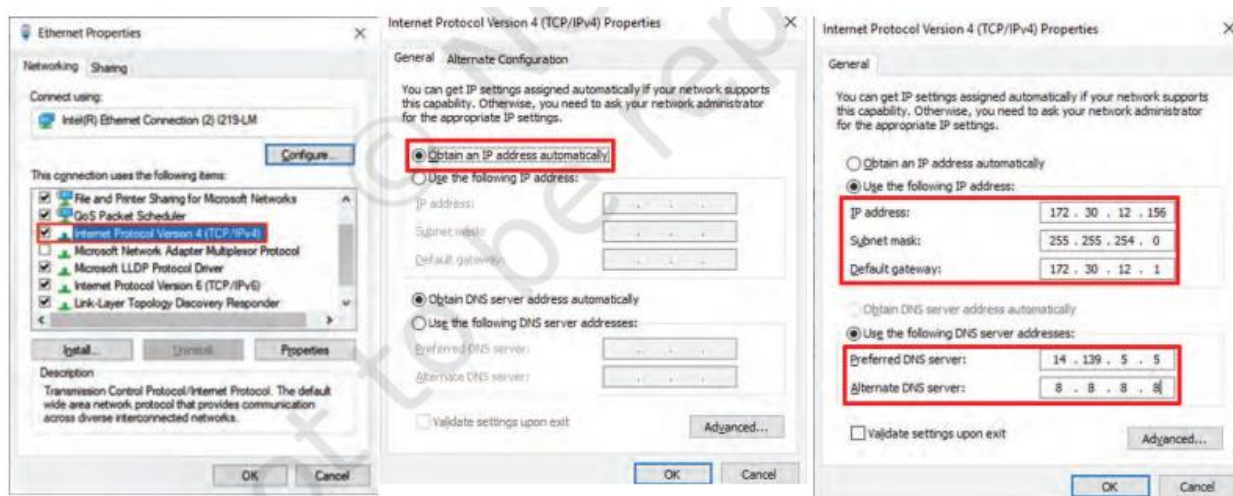 Ethernet Properties
Networking Sharing
Connect using:
Intel(R) Ethernet Connection (2) I219-LM
Configure...
This connection uses the following items:
File and Printer Sharing for Microsoft Networks
QoS Packet Scheduler
Internet Protocol Version 4 (TCP/IPv4)
Microsoft Network Adapter Multiplexor Protocol
Microsoft LLDP Protocol Driver
Internet Protocol Version 6 (TCP/IPv6)
Link-Layer Topology Discovery Responder
Install... Uninstall Properties
Description
Transmission Control Protocol/Internet Protocol. The default
wide area network protocol that provides communication
across diverse interconnected networks.
OK Cancel
Internet Protocol Version 4 (TCP/IPv4) Properties
General Alternate Configuration
You can get IP settings assigned automatically if your network supports
this capability. Otherwise, you need to ask your network administrator
for the appropriate IP settings.
Obtain an IP address automatically
Use the following IP address:
IP address:
Subnet mask:
Default gateway:
Obtain DNS server address automatically
Use the following DNS server addresses:
Preferred DNS server:
Alternate DNS server:
Validate settings upon exit
Advanced...
OK Cancel
Internet Protocol Version 4 (TCP/IPv4) Properties
General
You can get IP settings assigned automatically if your network supports
this capability. Otherwise, you need to ask your network administrator
for the appropriate IP settings.
Obtain an IP address automatically
Use the following IP address:
IP address: 172 . 30 . 12 . 156
Subnet mask: 255 . 255 . 254 . 0
Default gateway: 172 . 30 . 12 . 1
Obtain DNS server address automatically
Use the following DNS server addresses:
Preferred DNS server: 14 . 139 . 5 . 5
Alternate DNS server: 8 . 8 . 8 . 8
Validate settings upon exit
Advanced...
OK Cancel
© N
not to be rep